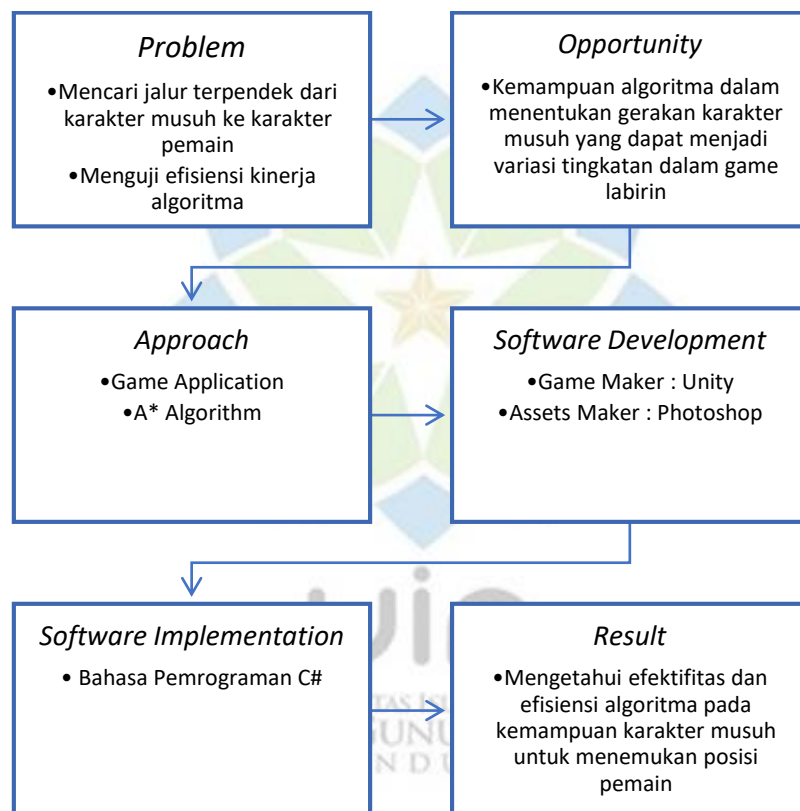 Problem
•Mencari jalur terpendek dari
karakter musuh ke karakter
pemain
•Menguji efisiensi kinerja
algoritma
Opportunity
•Kemampuan algoritma dalam
menentukan gerakan karakter
musuh yang dapat menjadi
variasi tingkatan dalam game
labirin
Approach
•Game Application
•A* Algorithm
Software Development
•Game Maker : Unity
•Assets Maker : Photoshop
Software Implementation
• Bahasa Pemrograman C#
Result
•Mengetahui efektifitas dan
efisiensi algoritma pada
kemampuan karakter musuh
untuk menemukan posisi
pemain